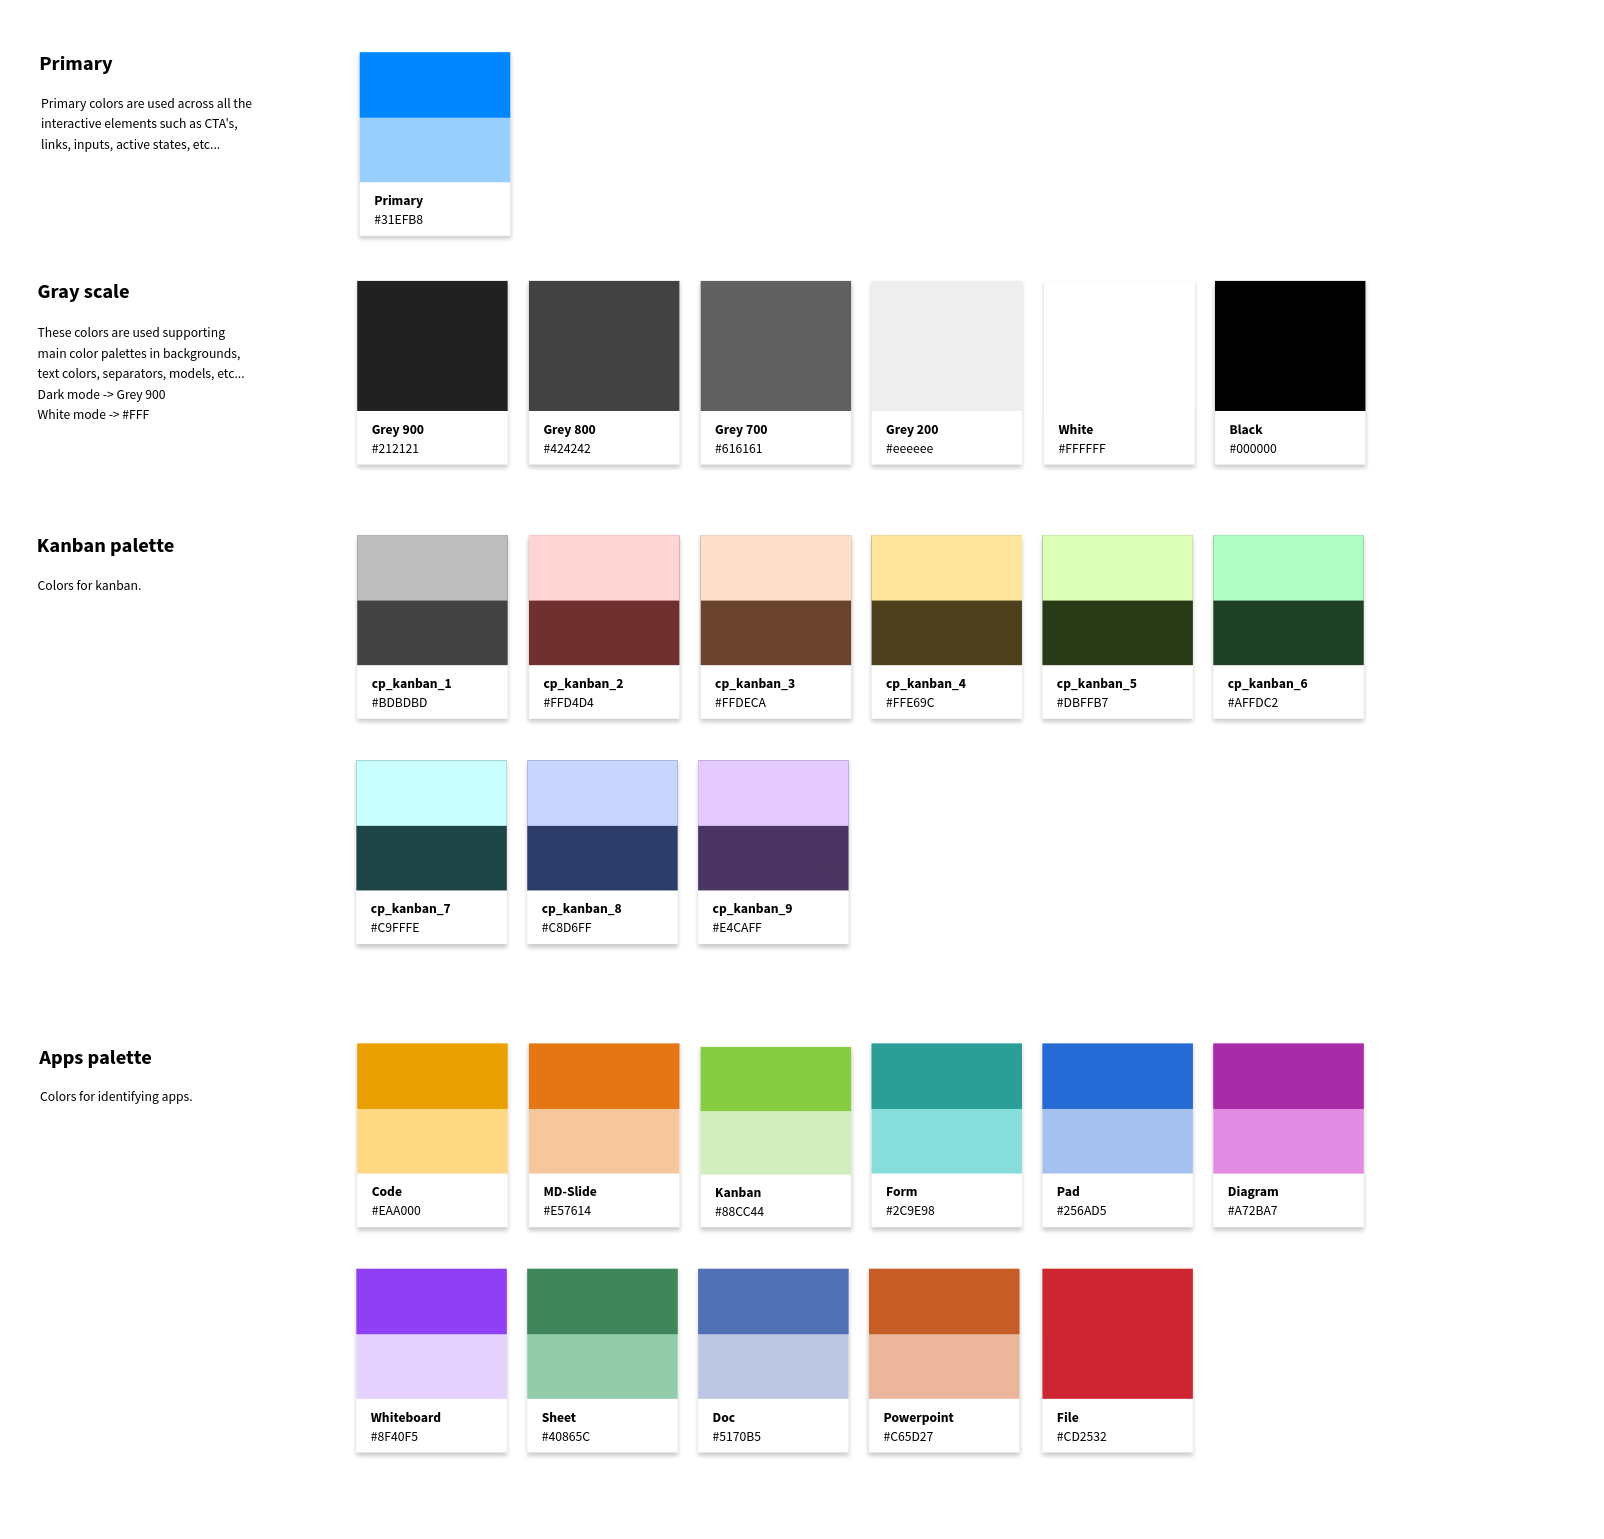 Primary
Primary colors are used across all the
interactive elements such as CTA's,
links, inputs, active states, etc...
Primary
#31EFB8
Gray scale
These colors are used supporting
main color palettes in backgrounds,
text colors, separators, models, etc...
Dark mode -> Grey 900
White mode -> #FFF
Grey 900
#212121
Grey 800
#424242
Grey 700
#616161
Grey 200
#eeeeee
White
#FFFFFF
Black
#000000
Kanban palette
Colors for kanban.
cp_kanban_1
#BDBDBD
cp_kanban_2
#FFD4D4
cp_kanban_3
#FFDECA
cp_kanban_4
#FFE69C
cp_kanban_5
#DBFFB7
cp_kanban_6
#AFFDC2
cp_kanban_7
#C9FFFE
cp_kanban_8
#C8D6FF
cp_kanban_9
#E4CAFF
Apps palette
Colors for identifying apps.
Code
#EAA000
MD-Slide
#E57614
Kanban
#88CC44
Form
#2C9E98
Pad
#256AD5
Diagram
#A72BA7
Whiteboard
#8F40F5
Sheet
#40865C
Doc
#5170B5
Powerpoint
#C65D27
File
#CD2532